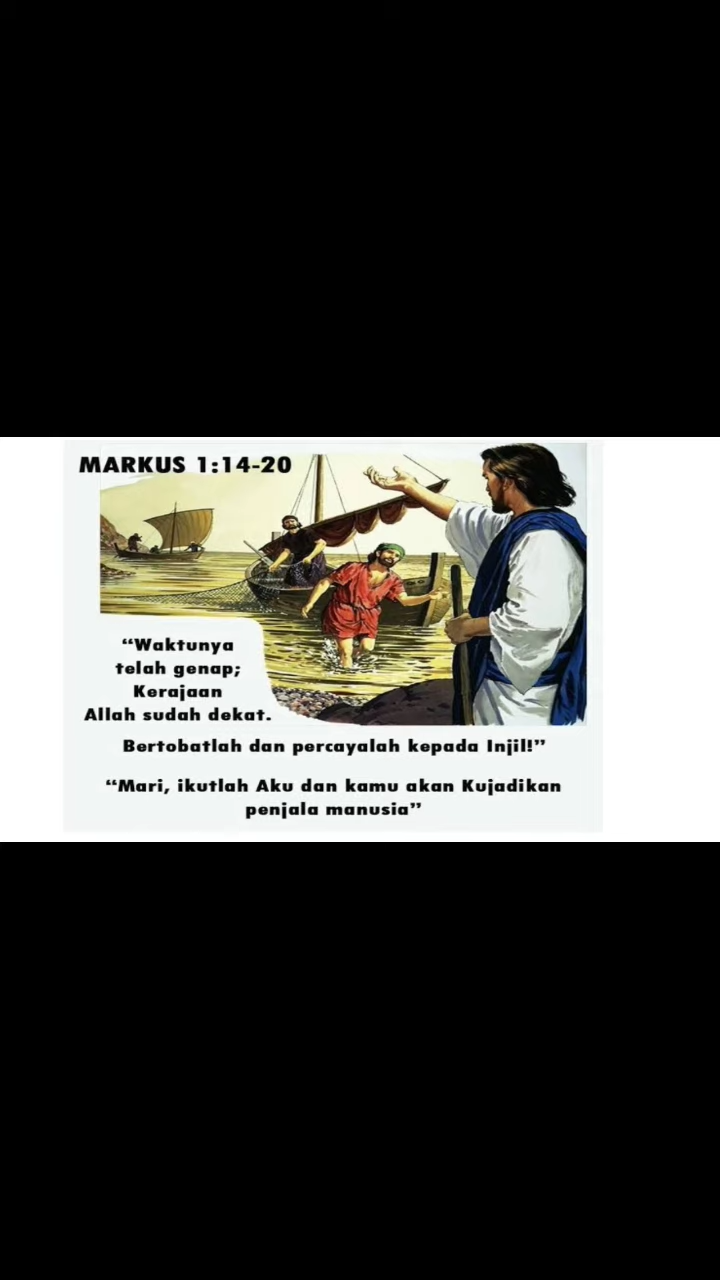 MARKUS 1:14-20
“Waktunya
telah genap;
Kerajaan
Allah sudah dekat.
Bertobatlah dan percayalah kepada Injil!”
“Mari, ikutlah Aku dan kamu akan Kujadikan
penjala manusia”